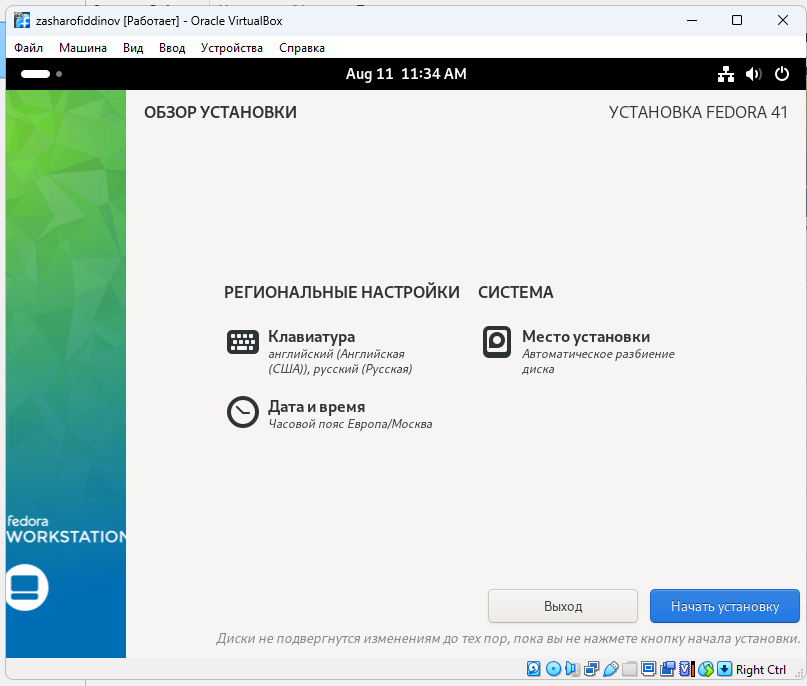 zasharofiddinov [Работает] - Oracle VirtualBox
Файл Машина Вид Ввод Устройства Справка
Aug 11 11:34 AM
ОБЗОР УСТАНОВКИ
УСТАНОВКА FEDORA 41
РЕГИОНАЛЬНЫЕ НАСТРОЙКИ
Клавиатура
английский (Английская
(США)), русский (Русская)
Дата и время
Часовой пояс Европа/Москва
СИСТЕМА
Место установки
Автоматическое разбиение
диска
fedora
WORKSTATION
Выход
Начать установку
Диски не подвергнутся изменениям до тех пор, пока вы не нажмете кнопку начала установки.
Right Ctrl